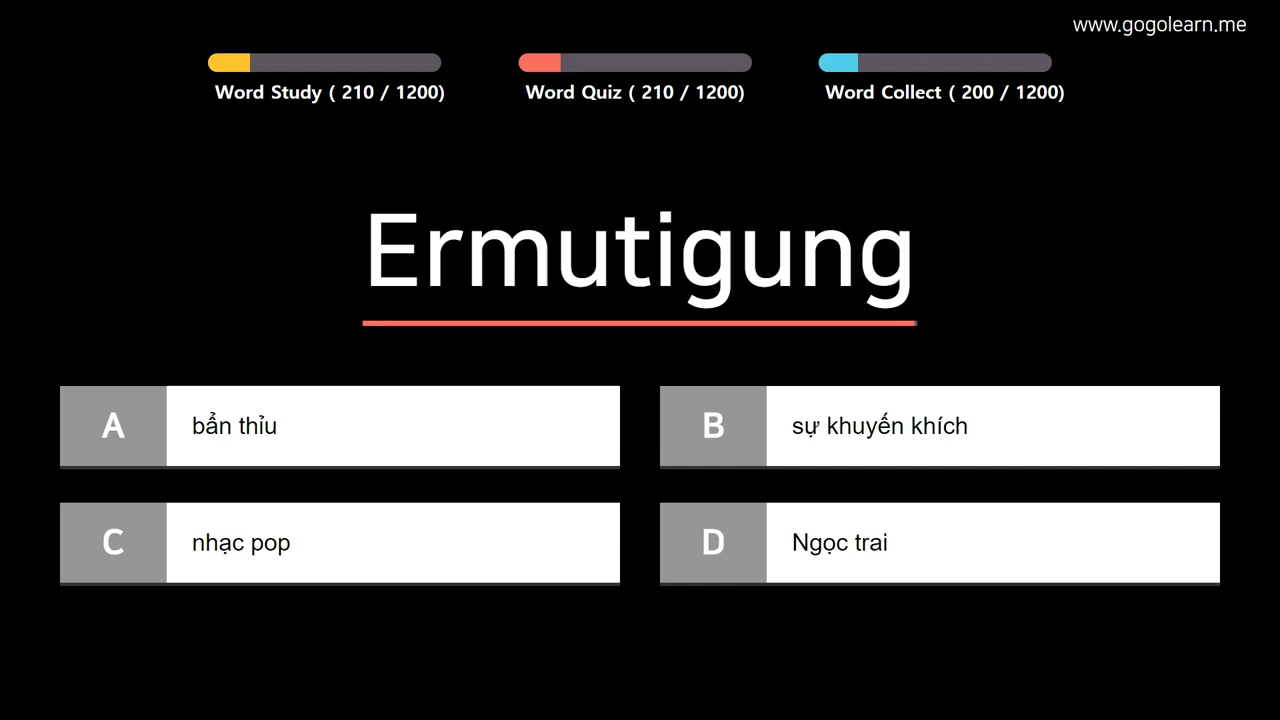 www.gogolearn.me
Word Study ( 210 / 1200)
Word Quiz ( 210 / 1200)
Word Collect ( 200 / 1200)
Ermutigung
A
bẩn thỉu
B
sự khuyến khích
C
nhạc pop
D
Ngọc trai